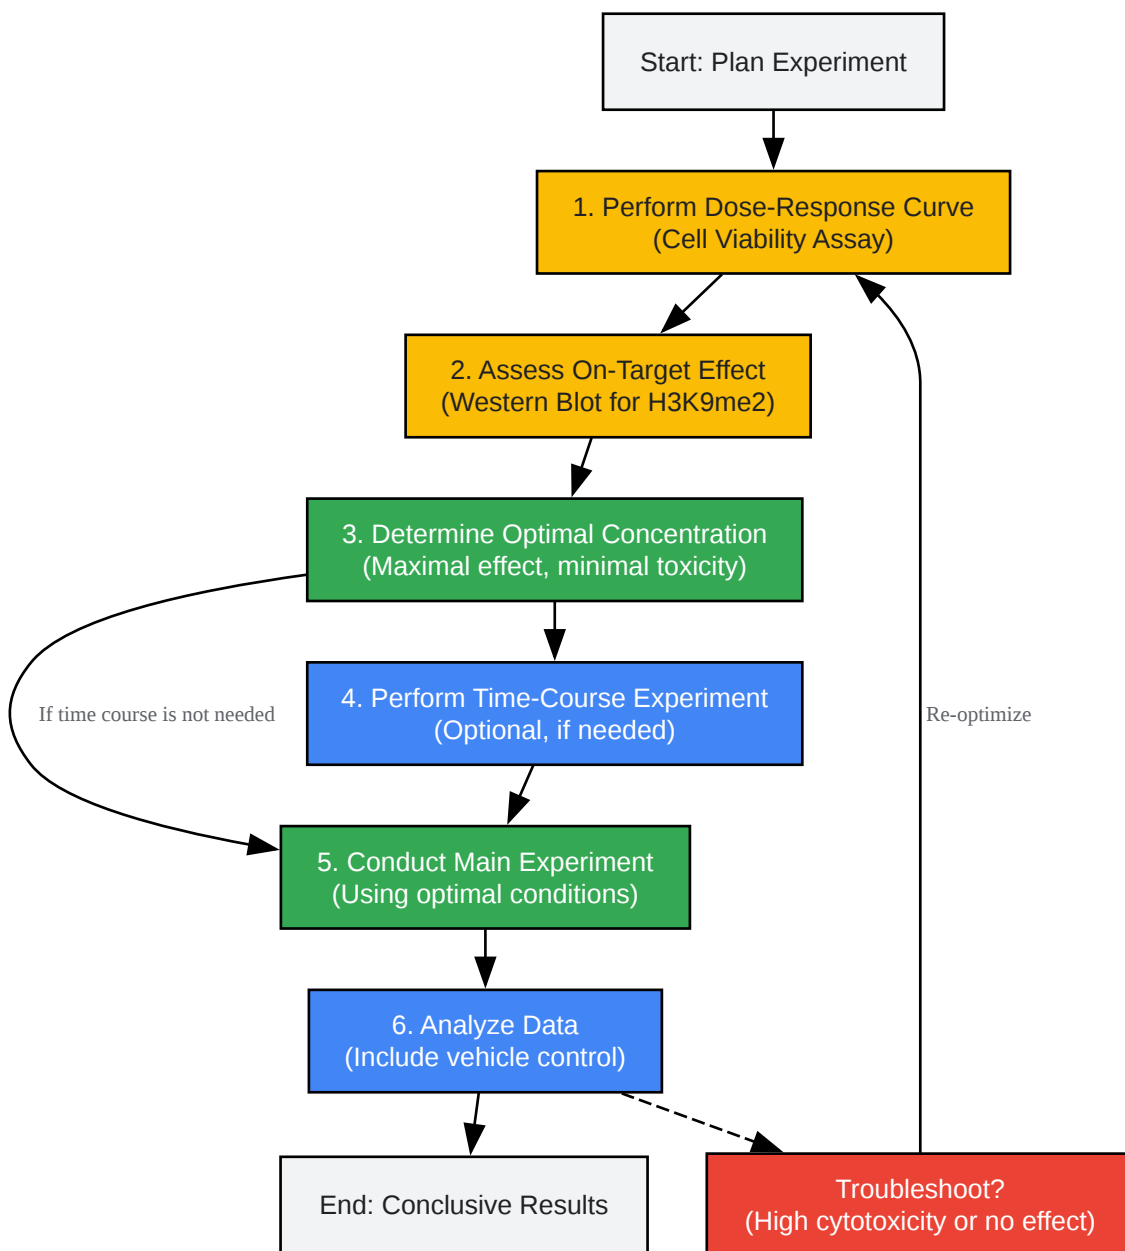 Start: Plan Experiment
1. Perform Dose-Response Curve
(Cell Viability Assay)
2. Assess On-Target Effect
(Western Blot for H3K9me2)
3. Determine Optimal Concentration
(Maximal effect, minimal toxicity)
4. Perform Time-Course Experiment
(Optional, if needed)
If time course is not needed
Re-optimize
5. Conduct Main Experiment
(Using optimal conditions)
6. Analyze Data
(Include vehicle control)
End: Conclusive Results
Troubleshoot?
(High cytotoxicity or no effect)